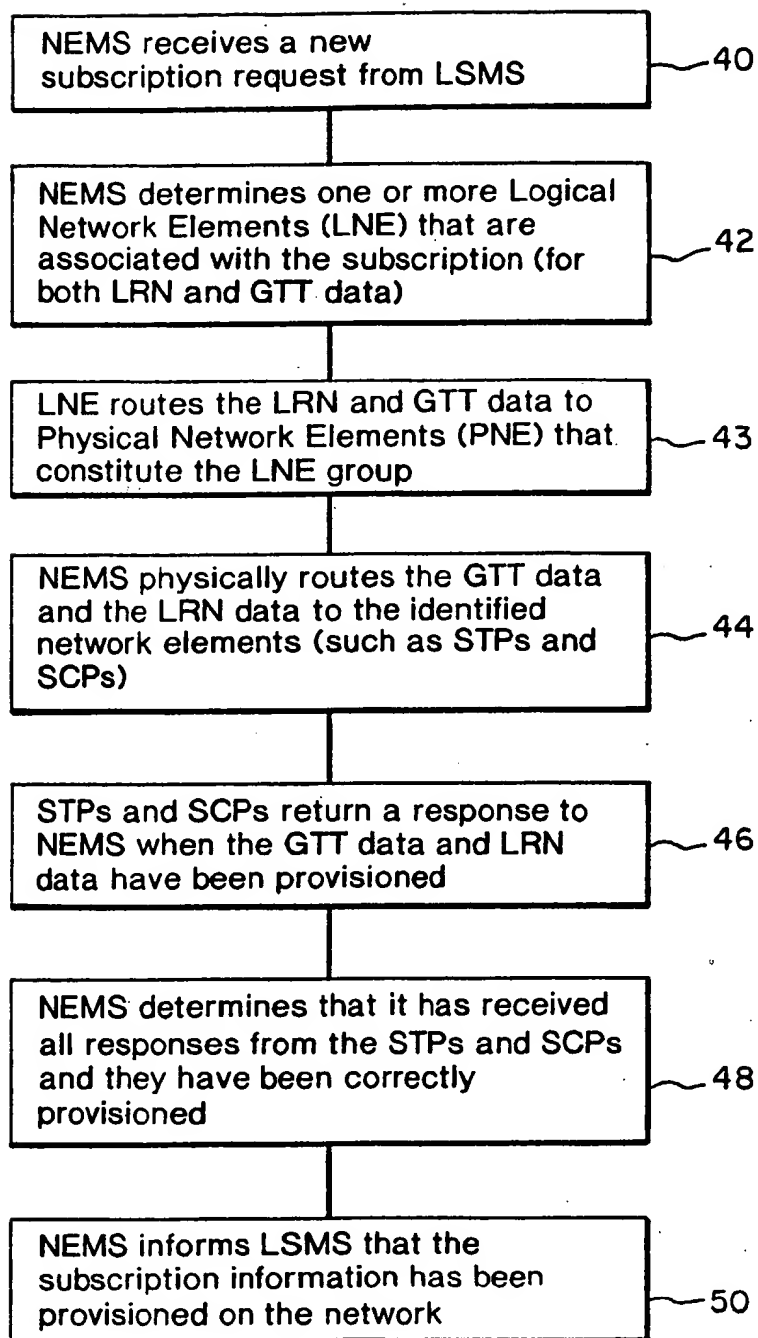 NEMS receives a new
subscription request from LSMS
40
NEMS determines one or more Logical
Network Elements (LNE) that are
associated with the subscription (for
both LRN and GTT data)
42
LNE routes the LRN and GTT data to
Physical Network Elements (PNE) that
constitute the LNE group
43
NEMS physically routes the GTT data
and the LRN data to the identified
network elements (such as STPs and
SCPs)
44
STPs and SCPs return a response to
NEMS when the GTT data and LRN
data have been provisioned
46
NEMS determines that it has received
all responses from the STPs and SCPs
and they have been correctly
provisioned
48
NEMS informs LSMS that the
subscription information has been
provisioned on the network
50